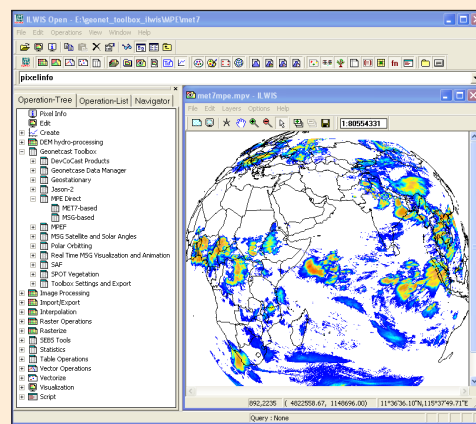 ILWIS Open - E:\geonet_toolbox_ilwis\MPE\met7
File Edit Operations View Window Help
pixelinfo
Operation-Tree Operation-List Navigator
Pixel Info
Edit
Create
DEM hydro-processing
Geonetcast Toolbox
DevCoCast Products
Geonetcase Data Manager
Geostationary
Jason-2
MPE Direct
MET7-based
MSG-based
MPEF
MSG Satellite and Solar Angles
Polar Orbitting
Real Time MSG Visualization and Animation
SAF
SPOT Vegetation
Toolbox Settings and Export
Image Processing
Import/Export
Interpolation
Raster Operations
Rasterize
SEBS Tools
Statistics
Table Operations
Vector Operations
Vectorize
Visualization
Script
met7mpe.mpv - ILWIS
File Edit Layers Options Help
1:80554331
892,2235 ( 4822558.67, 1148696.00) 11°36'36.10"N,115°37'49.71"E
Query : None